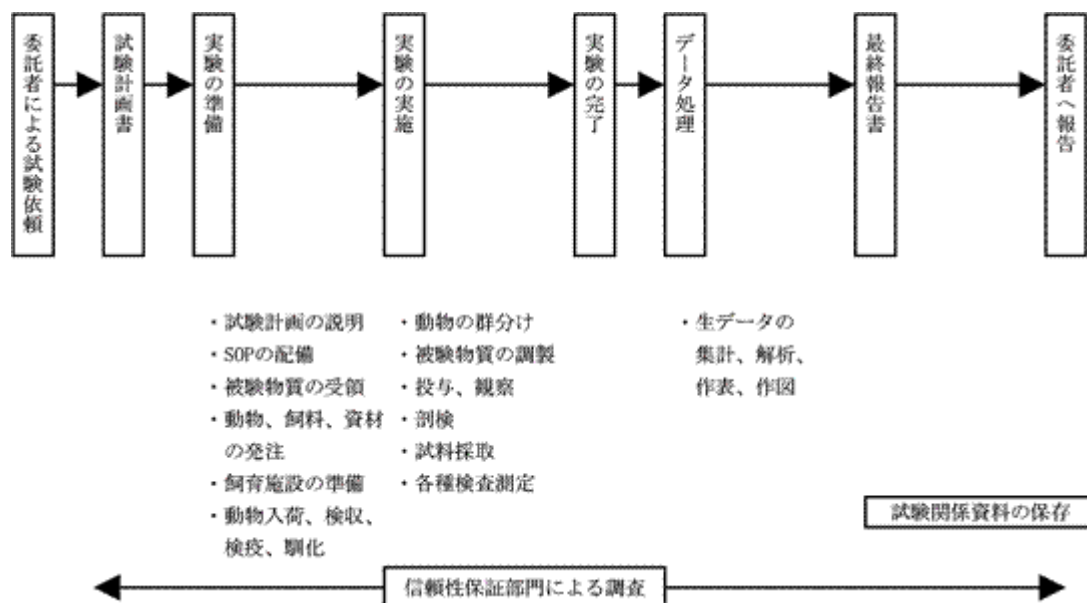 委託者による試験依頼
試験計画書
実験の準備
実験の実施
実験の完了
データ処理
最終報告書
委託者へ報告
・試験計画の説明
・SOPの配備
・被験物質の受領
・動物、飼料、資材
の発注
・飼育施設の準備
・動物入荷、検収、
検疫、馴化
・動物の群分け
・被験物質の調製
・投与、観察
・剖検
・試料採取
・各種検査測定
・生データの
集計、解析、
作表、作図
試験関係資料の保存
信頼性保証部門による調査